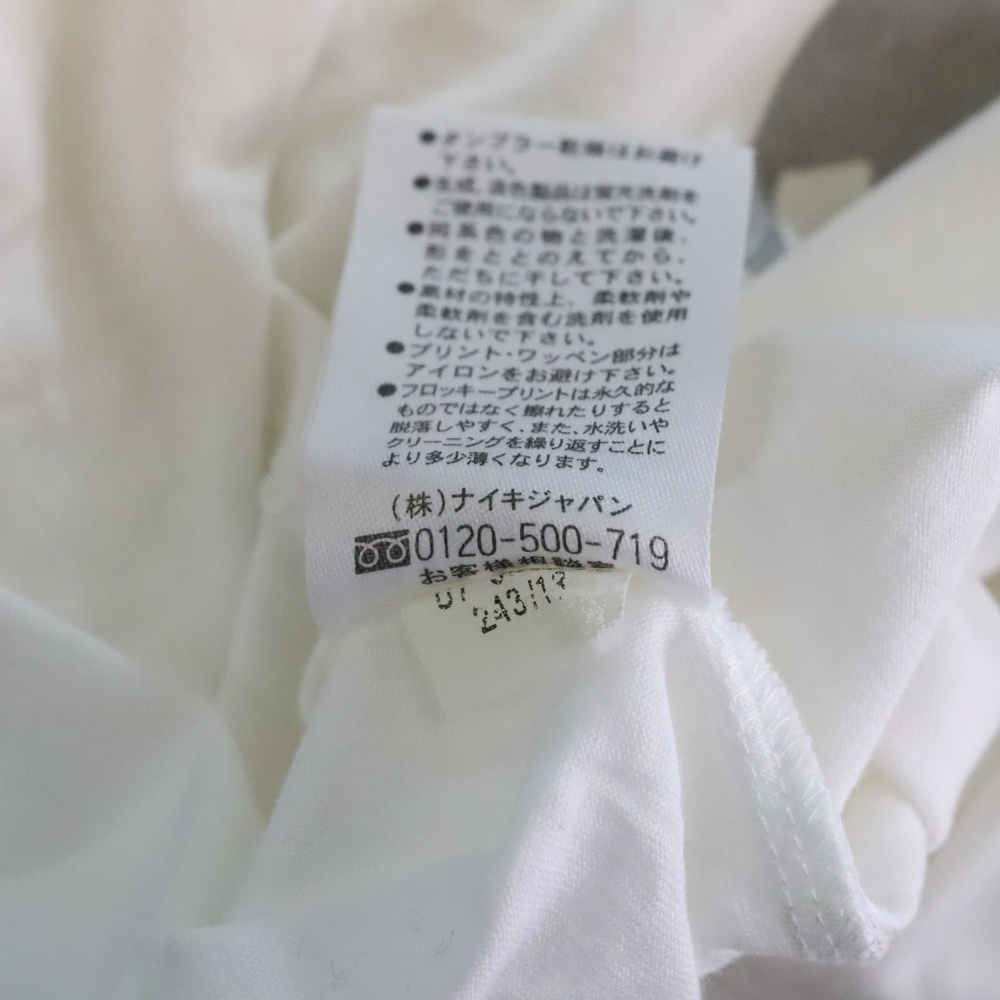 ●タンブラー乾燥はお避け
下さい。
●生成、淡色製品は蛍光洗剤を
ご使用にならないで下さい。
●同系色の物と洗濯後、
形をととのえてから、
ただちに干して下さい。
●素材の特性上、柔軟剤や
柔軟剤を含む洗剤を使用
しないで下さい。
●プリント・ワッペン部分は
アイロンをお避け下さい。
●フロッキープリントは永久的な
ものではなく擦れたりすると
脱落しやすく、また、水洗いや
クリーニングを繰り返すことに
より多少薄くなります。
(株)ナイキジャパン
0120-500-719
お客様相談室